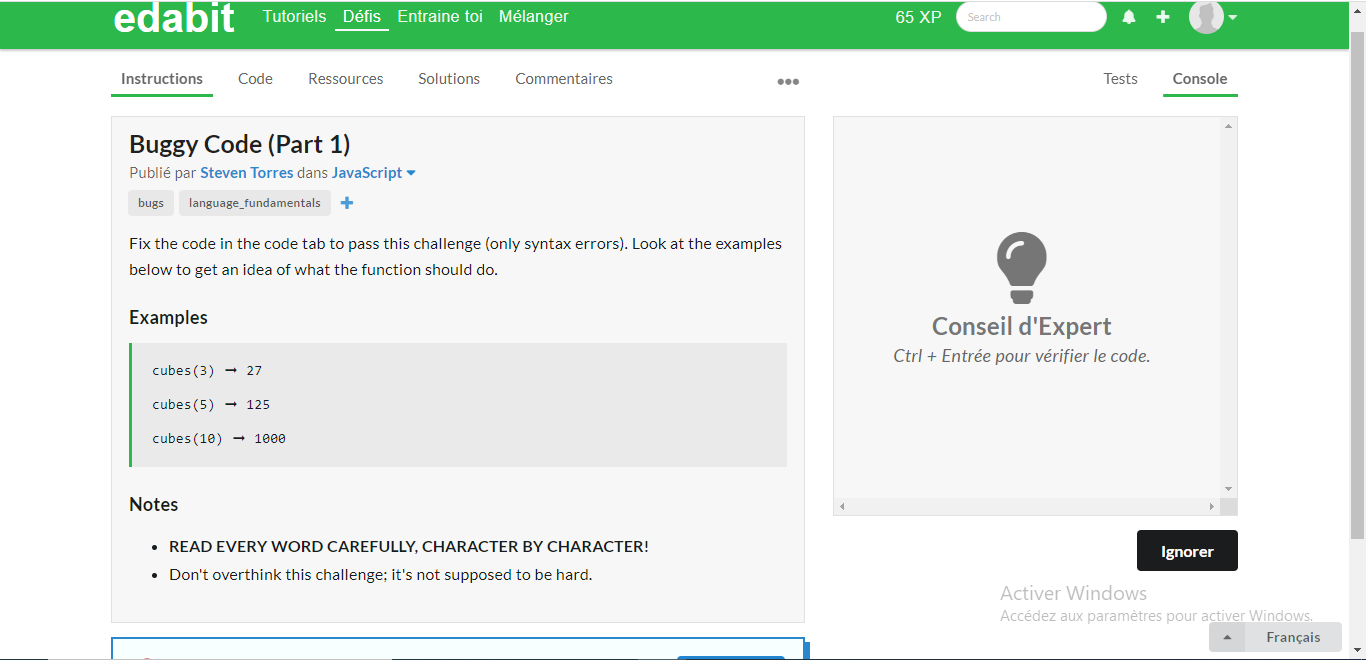 edabit Tutoriels Défis Entraine toi Mélanger 65 XP Search
Instructions Code Ressources Solutions Commentaires ••• Tests Console
Buggy Code (Part 1)
Publié par Steven Torres dans JavaScript
bugs language_fundamentals
Fix the code in the code tab to pass this challenge (only syntax errors). Look at the examples
below to get an idea of what the function should do.
Examples
cubes(3) ➞ 27
cubes(5) ➞ 125
cubes(10) ➞ 1000
Notes
• READ EVERY WORD CAREFULLY, CHARACTER BY CHARACTER!
• Don't overthink this challenge; it's not supposed to be hard.
Conseil d'Expert
Ctrl + Entrée pour vérifier le code.
Ignorer
Activer Windows
Accédez aux paramètres pour activer Windows.
Français